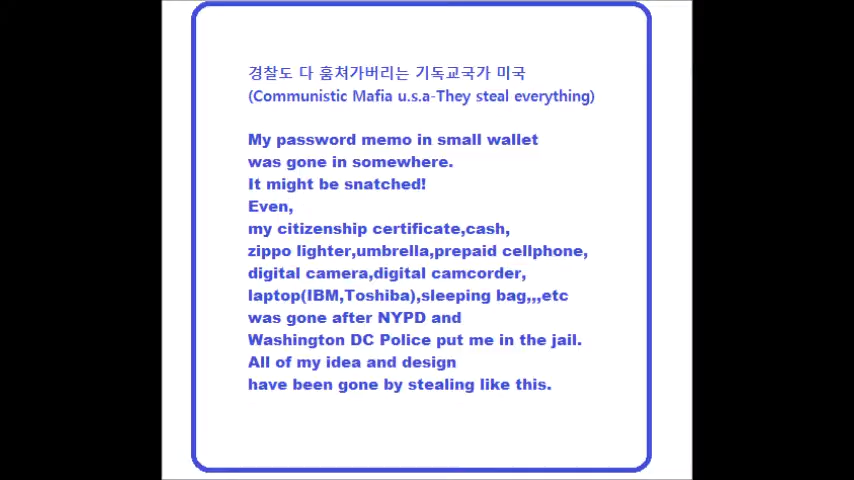 경찰도 다 훔쳐가버리는 기독교국가 미국
(Communistic Mafia u.s.a-They steal everything)
My password memo in small wallet
was gone in somewhere.
It might be snatched!
Even,
my citizenship certificate,cash,
zippo lighter,umbrella,prepaid cellphone,
digital camera,digital camcorder,
laptop(IBM,Toshiba),sleeping bag,,,etc
was gone after NYPD and
Washington DC Police put me in the jail.
All of my idea and design
have been gone by stealing like this.